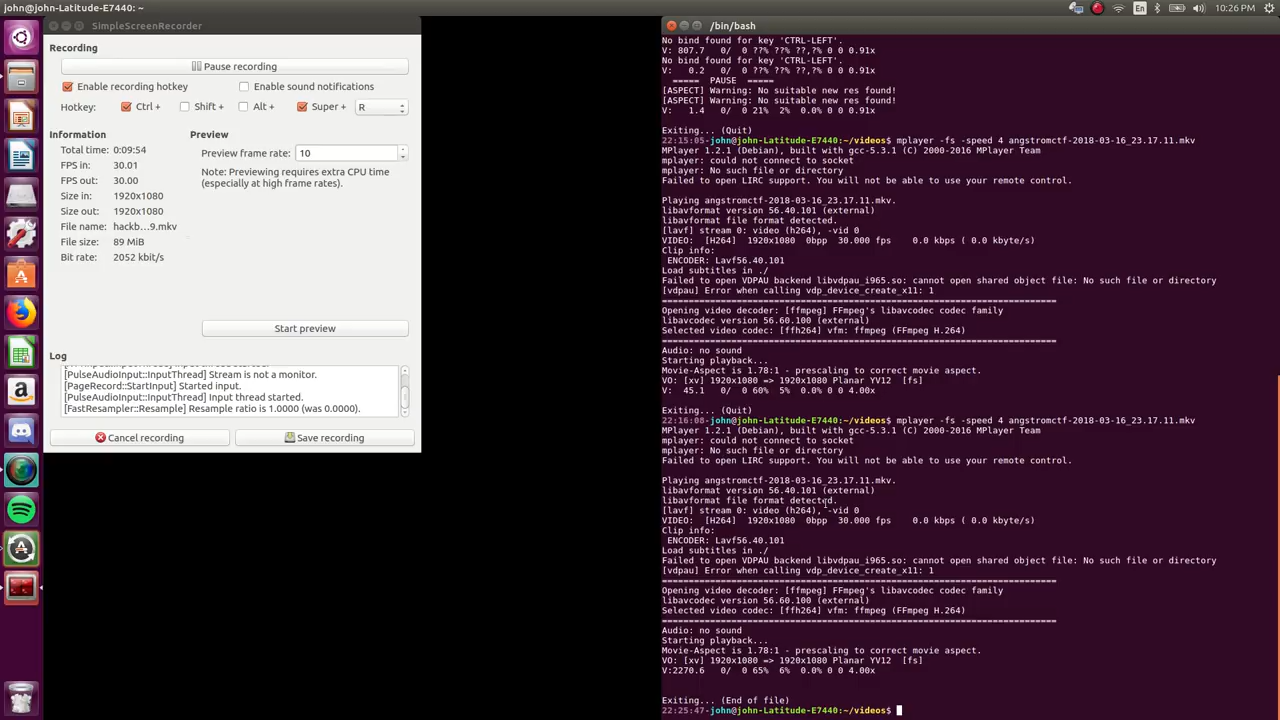 john@john-Latitude-E7440: ~
En
10:26 PM
SimpleScreenRecorder
Recording
Pause recording
Enable recording hotkey
Enable sound notifications
Hotkey:
Ctrl +
Shift +
Alt +
Super +
R
Information
Total time: 0:09:54
FPS in: 30.01
FPS out: 30.00
Size in: 1920x1080
Size out: 1920x1080
File name: hackb...9.mkv
File size: 89 MiB
Bit rate: 2052 kbit/s
Preview
Preview frame rate: 10
Note: Previewing requires extra CPU time
(especially at high frame rates).
Start preview
Log
[PulseAudioInput::InputThread] Stream is not a monitor.
[PageRecord::StartInput] Started input.
[PulseAudioInput::InputThread] Input thread started.
[FastResampler::Resample] Resample ratio is 1.0000 (was 0.0000).
Cancel recording
Save recording
/bin/bash
No bind found for key 'CTRL-LEFT'.
V: 807.7 0/ 0 ??% ??% ??,?% 0 0 0.91x
No bind found for key 'CTRL-LEFT'.
V: 0.2 0/ 0 ??% ??% ??,?% 0 0 0.91x
===== PAUSE =====
[ASPECT] Warning: No suitable new res found!
[ASPECT] Warning: No suitable new res found!
V: 1.4 0/ 0 21% 2% 0.0% 0 0 0.91x
Exiting... (Quit)
22:15:05-john@john-Latitude-E7440:~/videos$ mplayer -fs -speed 4 angstromctf-2018-03-16_23.17.11.mkv
MPlayer 1.2.1 (Debian), built with gcc-5.3.1 (C) 2000-2016 MPlayer Team
mplayer: could not connect to socket
mplayer: No such file or directory
Failed to open LIRC support. You will not be able to use your remote control.
Playing angstromctf-2018-03-16_23.17.11.mkv.
libavformat version 56.40.101 (external)
libavformat file format detected.
[lavf] stream 0: video (h264), -vid 0
VIDEO: [H264] 1920x1080 0bpp 30.000 fps 0.0 kbps ( 0.0 kbyte/s)
Clip info:
ENCODER: Lavf56.40.101
Load subtitles in ./
Failed to open VDPAU backend libvdpau_i965.so: cannot open shared object file: No such file or directory
[vdpau] Error when calling vdp_device_create_x11: 1
==========================================================================
Opening video decoder: [ffmpeg] FFmpeg's libavcodec codec family
libavcodec version 56.60.100 (external)
Selected video codec: [ffh264] vfm: ffmpeg (FFmpeg H.264)
==========================================================================
Audio: no sound
Starting playback...
Movie-Aspect is 1.78:1 - prescaling to correct movie aspect.
VO: [xv] 1920x1080 => 1920x1080 Planar YV12 [fs]
V: 45.1 0/ 0 60% 5% 0.0% 0 0 4.00x
Exiting... (Quit)
22:16:08-john@john-Latitude-E7440:~/videos$ mplayer -fs -speed 4 angstromctf-2018-03-16_23.17.11.mkv
MPlayer 1.2.1 (Debian), built with gcc-5.3.1 (C) 2000-2016 MPlayer Team
mplayer: could not connect to socket
mplayer: No such file or directory
Failed to open LIRC support. You will not be able to use your remote control.
Playing angstromctf-2018-03-16_23.17.11.mkv.
libavformat version 56.40.101 (external)
libavformat file format detected.
[lavf] stream 0: video (h264), -vid 0
VIDEO: [H264] 1920x1080 0bpp 30.000 fps 0.0 kbps ( 0.0 kbyte/s)
Clip info:
ENCODER: Lavf56.40.101
Load subtitles in ./
Failed to open VDPAU backend libvdpau_i965.so: cannot open shared object file: No such file or directory
[vdpau] Error when calling vdp_device_create_x11: 1
==========================================================================
Opening video decoder: [ffmpeg] FFmpeg's libavcodec codec family
libavcodec version 56.60.100 (external)
Selected video codec: [ffh264] vfm: ffmpeg (FFmpeg H.264)
==========================================================================
Audio: no sound
Starting playback...
Movie-Aspect is 1.78:1 - prescaling to correct movie aspect.
VO: [xv] 1920x1080 => 1920x1080 Planar YV12 [fs]
V:2270.6 0/ 0 65% 6% 0.0% 0 0 4.00x
Exiting... (End of file)
22:25:47-john@john-Latitude-E7440:~/videos$